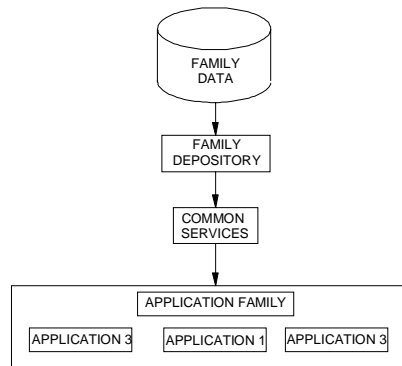 FAMILY
DATA
FAMILY
DEPOSITORY
COMMON
SERVICES
APPLICATION FAMILY
APPLICATION 3
APPLICATION 1
APPLICATION 3